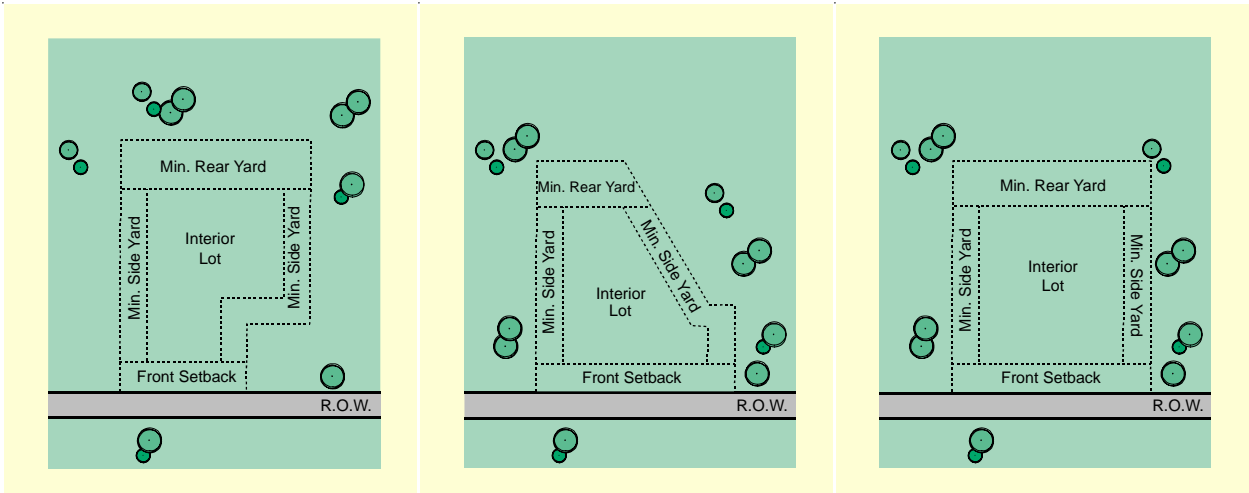 Min. Rear Yard
Min. Side Yard
Interior
Lot
Min. Side Yard
Front Setback
R.O.W.
Min. Rear Yard
Min. Side Yard
Interior
Lot
Min. Side Yard
Front Setback
R.O.W.
Min. Rear Yard
Min. Side Yard
Interior
Lot
Min. Side Yard
Front Setback
R.O.W.